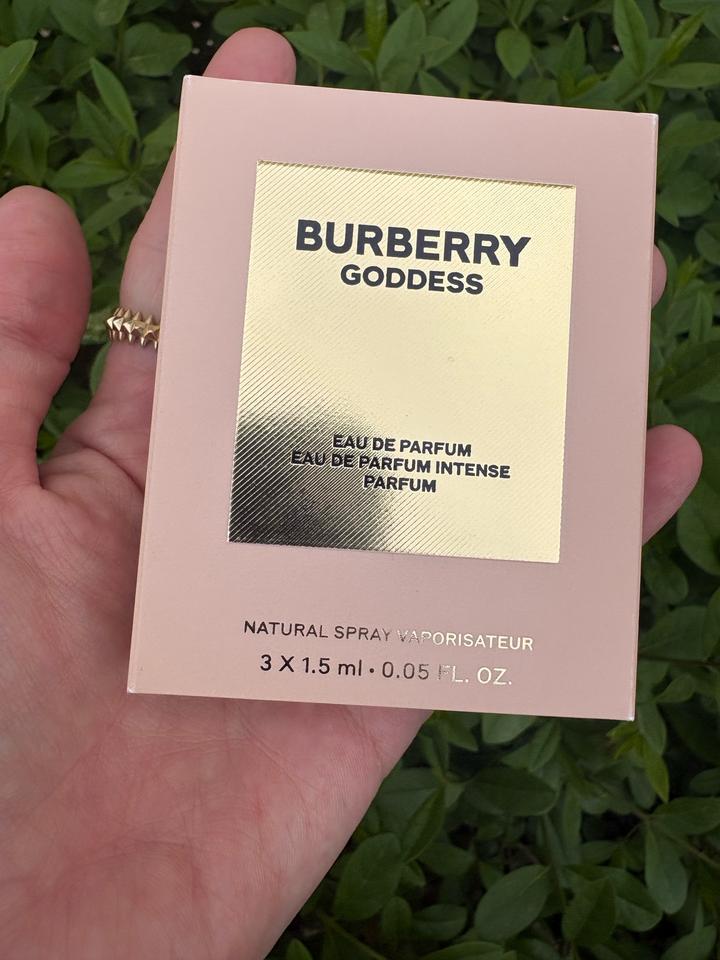 BURBERRY
GODDESS
EAU DE PARFUM
EAU DE PARFUM INTENSE
PARFUM
NATURAL SPRAY VAPORISATEUR
3 X 1.5 ml • 0.05 FL. OZ.